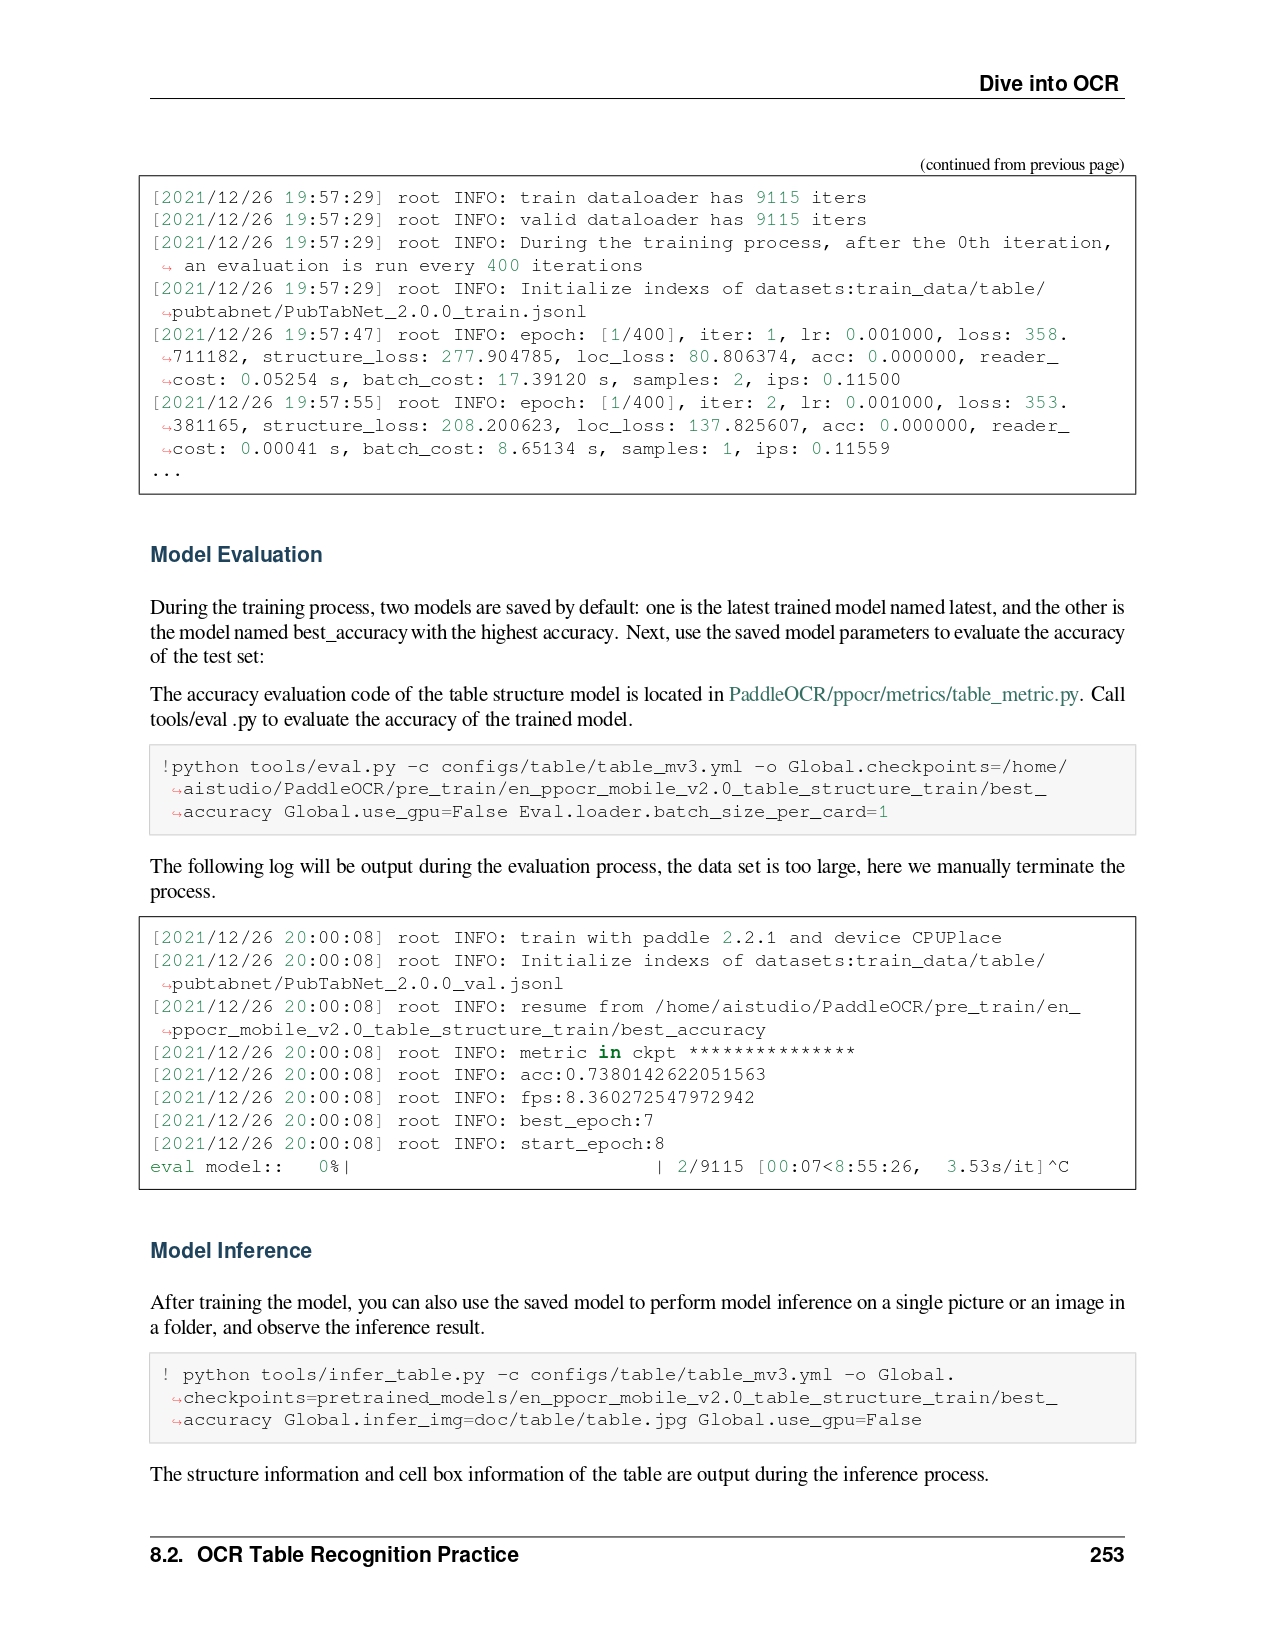 Dive into OCR
(continued from previous page)
[2021/12/26 19:57:29] root INFO: train dataloader has 9115 iters
[2021/12/26 19:57:29] root INFO: valid dataloader has 9115 iters
[2021/12/26 19:57:29] root INFO: During the training process, after the 0th iteration,
↪ an evaluation is run every 400 iterations
[2021/12/26 19:57:29] root INFO: Initialize indexs of datasets:train_data/table/
↪pubtabnet/PubTabNet_2.0.0_train.jsonl
[2021/12/26 19:57:47] root INFO: epoch: [1/400], iter: 1, lr: 0.001000, loss: 358.
↪711182, structure_loss: 277.904785, loc_loss: 80.806374, acc: 0.000000, reader_
↪cost: 0.05254 s, batch_cost: 17.39120 s, samples: 2, ips: 0.11500
[2021/12/26 19:57:55] root INFO: epoch: [1/400], iter: 2, lr: 0.001000, loss: 353.
↪381165, structure_loss: 208.200623, loc_loss: 137.825607, acc: 0.000000, reader_
↪cost: 0.00041 s, batch_cost: 8.65134 s, samples: 1, ips: 0.11559
...
Model Evaluation
During the training process, two models are saved by default: one is the latest trained model named latest, and the other is
the model named best_accuracy with the highest accuracy. Next, use the saved model parameters to evaluate the accuracy
of the test set:
The accuracy evaluation code of the table structure model is located in PaddleOCR/ppocr/metrics/table_metric.py. Call
tools/eval .py to evaluate the accuracy of the trained model.
!python tools/eval.py -c configs/table/table_mv3.yml -o Global.checkpoints=/home/
↪aistudio/PaddleOCR/pre_train/en_ppocr_mobile_v2.0_table_structure_train/best_
↪accuracy Global.use_gpu=False Eval.loader.batch_size_per_card=1
The following log will be output during the evaluation process, the data set is too large, here we manually terminate the
process.
[2021/12/26 20:00:08] root INFO: train with paddle 2.2.1 and device CPUPlace
[2021/12/26 20:00:08] root INFO: Initialize indexs of datasets:train_data/table/
↪pubtabnet/PubTabNet_2.0.0_val.jsonl
[2021/12/26 20:00:08] root INFO: resume from /home/aistudio/PaddleOCR/pre_train/en_
↪ppocr_mobile_v2.0_table_structure_train/best_accuracy
[2021/12/26 20:00:08] root INFO: metric in ckpt ***************
[2021/12/26 20:00:08] root INFO: acc:0.7380142622051563
[2021/12/26 20:00:08] root INFO: fps:8.360272547972942
[2021/12/26 20:00:08] root INFO: best_epoch:7
[2021/12/26 20:00:08] root INFO: start_epoch:8
eval model:: 0%| | 2/9115 [00:07<8:55:26, 3.53s/it]^C
Model Inference
After training the model, you can also use the saved model to perform model inference on a single picture or an image in
a folder, and observe the inference result.
! python tools/infer_table.py -c configs/table/table_mv3.yml -o Global.
↪checkpoints=pretrained_models/en_ppocr_mobile_v2.0_table_structure_train/best_
↪accuracy Global.infer_img=doc/table/table.jpg Global.use_gpu=False
The structure information and cell box information of the table are output during the inference process.
8.2. OCR Table Recognition Practice 253